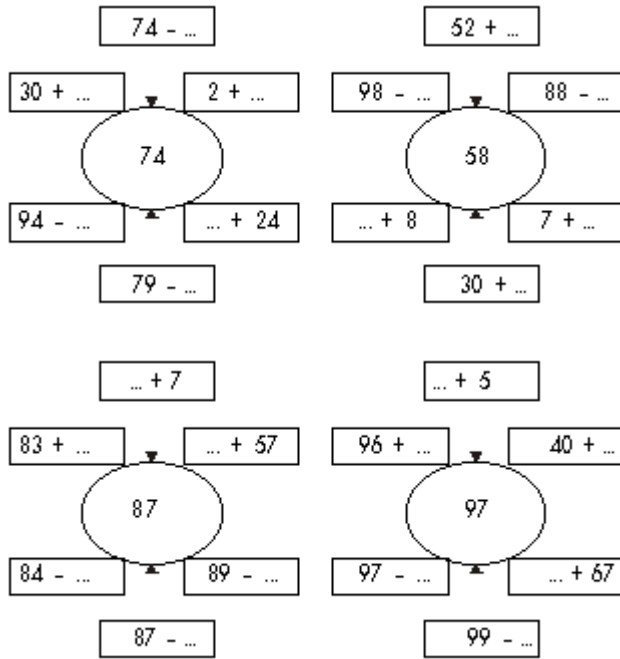 74 - ...
52 + ...
30 + ...
2 + ...
98 - ...
88 - ...
74
58
94 - ...
... + 24
... + 8
7 + ...
79 - ...
30 + ...
... + 7
... + 5
83 + ...
... + 57
96 + ...
40 + ...
87
97
84 - ...
89 - ...
97 - ...
... + 67
87 - ...
99 - ...